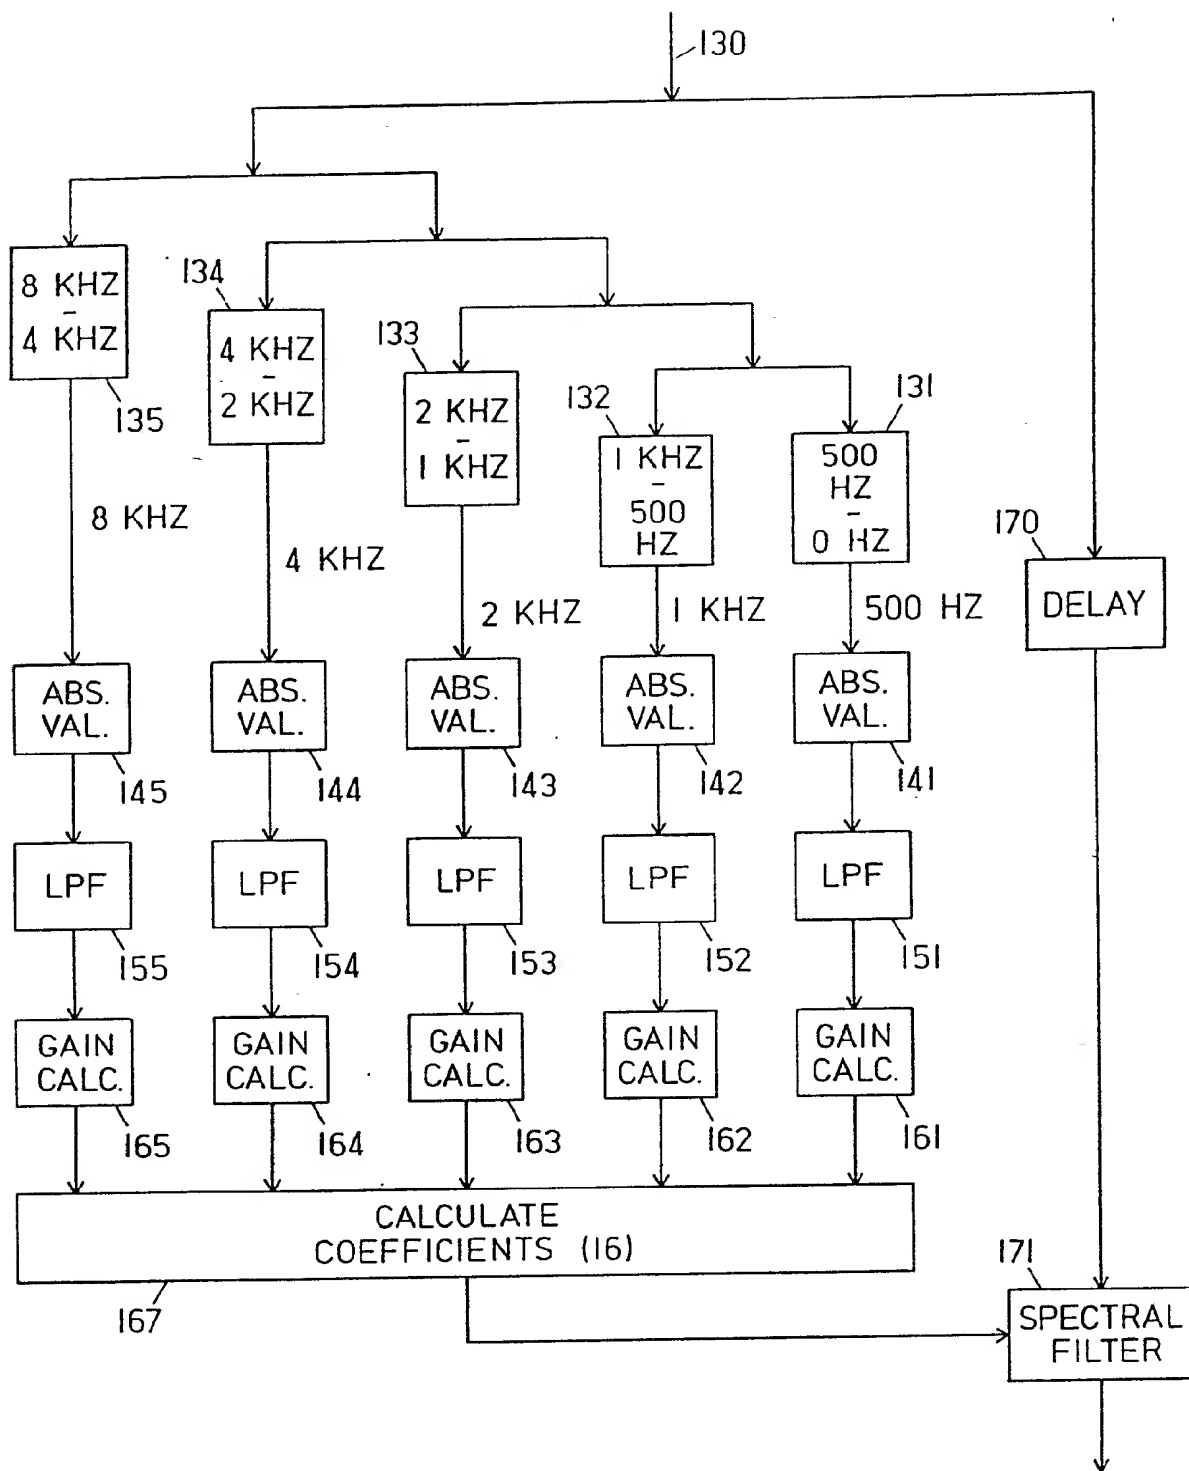 130
8 KHZ
-
4 KHZ
135
134
4 KHZ
-
2 KHZ
133
2 KHZ
-
1 KHZ
132
1 KHZ
-
500
HZ
131
500
HZ
-
0 HZ
8 KHZ
4 KHZ
2 KHZ
1 KHZ
500 HZ
170
DELAY
ABS.
VAL.
145
ABS.
VAL.
144
ABS.
VAL.
143
ABS.
VAL.
142
ABS.
VAL.
141
LPF
155
LPF
154
LPF
153
LPF
152
LPF
151
GAIN
CALC.
165
GAIN
CALC.
164
GAIN
CALC.
163
GAIN
CALC.
162
GAIN
CALC.
161
CALCULATE
COEFFICIENTS (16)
167
171
SPECTRAL
FILTER